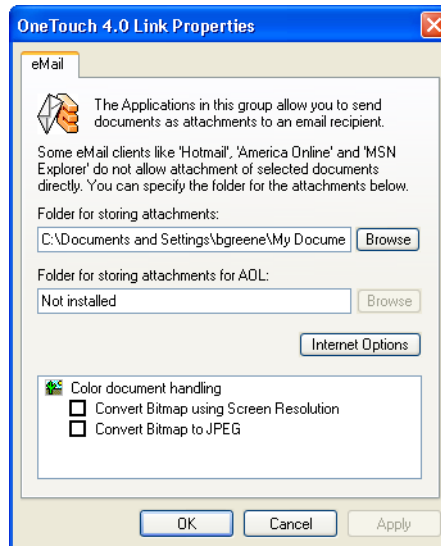 OneTouch 4.0 Link Properties
eMail
The Applications in this group allow you to send
documents as attachments to an email recipient.
Some eMail clients like 'Hotmail', 'America Online' and 'MSN
Explorer' do not allow attachment of selected documents
directly. You can specify the folder for the attachments below.
Folder for storing attachments:
C:\Documents and Settings\bgreene\My Docume
Browse
Folder for storing attachments for AOL:
Not installed
Browse
Internet Options
Color document handling
Convert Bitmap using Screen Resolution
Convert Bitmap to JPEG
OK
Cancel
Apply